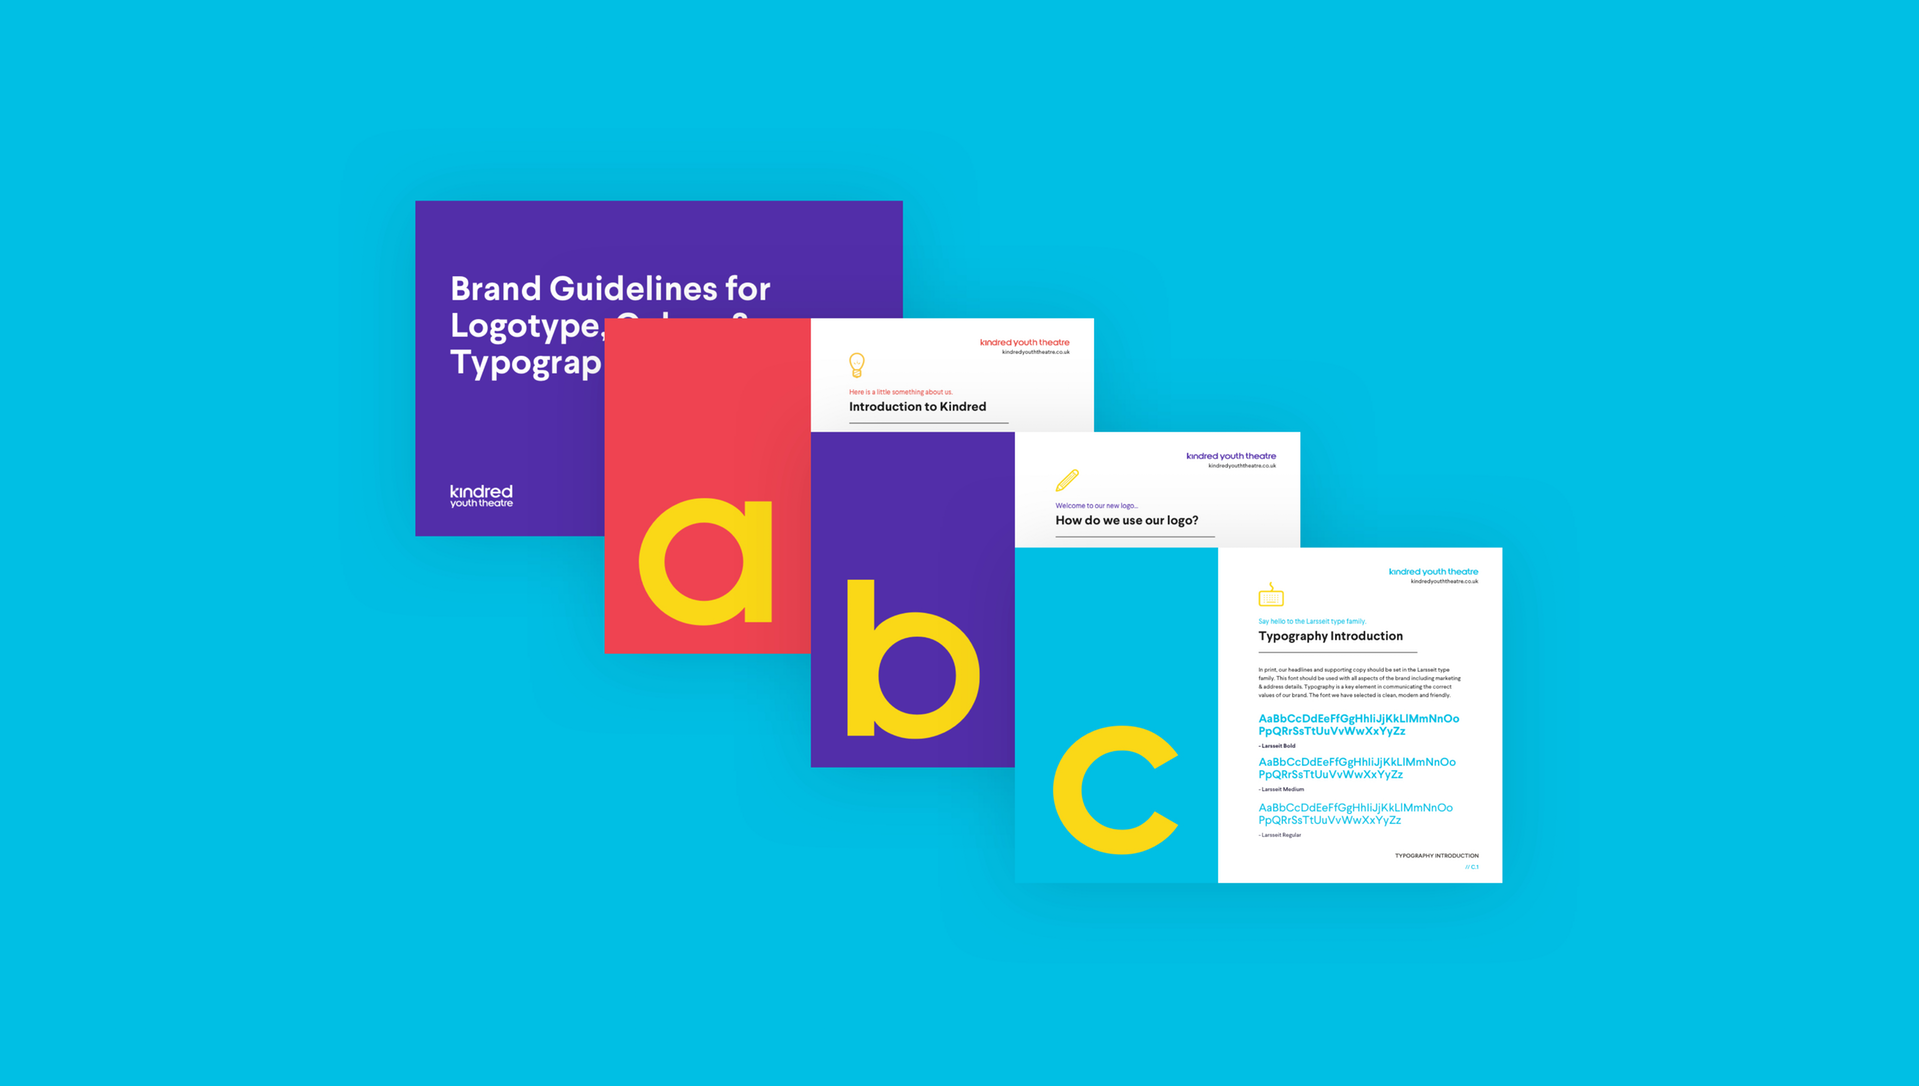 Brand Guidelines for
Logotype,
Typograp
kindred
youth theatre
a
kindred youth theatre
kindredyouththeatre.co.uk
Here is a little something about us.
Introduction to Kindred
b
kindred youth theatre
kindredyouththeatre.co.uk
Welcome to our new logo...
How do we use our logo?
c
kindred youth theatre
kindredyouththeatre.co.uk
Say hello to the Larsseit type family.
Typography Introduction
In print, our headlines and supporting copy should be set in the Larsseit type
family. This font should be used with all aspects of the brand including marketing
& address details. Typography is a key element in communicating the correct
values of our brand. The font we have selected is clean, modern and friendly.
AaBbCcDdEeFfGgHhIiJjKkLlMmNnOo
PpQRrSsTtUuVvWwXxYyZz
- Larsseit Bold
AaBbCcDdEeFfGgHhIiJjKkLlMmNnOo
PpQRrSsTtUuVvWwXxYyZz
- Larsseit Medium
AaBbCcDdEeFfGgHhIiJjKkLlMmNnOo
PpQRrSsTtUuVvWwXxYyZz
- Larsseit Regular
TYPOGRAPHY INTRODUCTION
// C.1